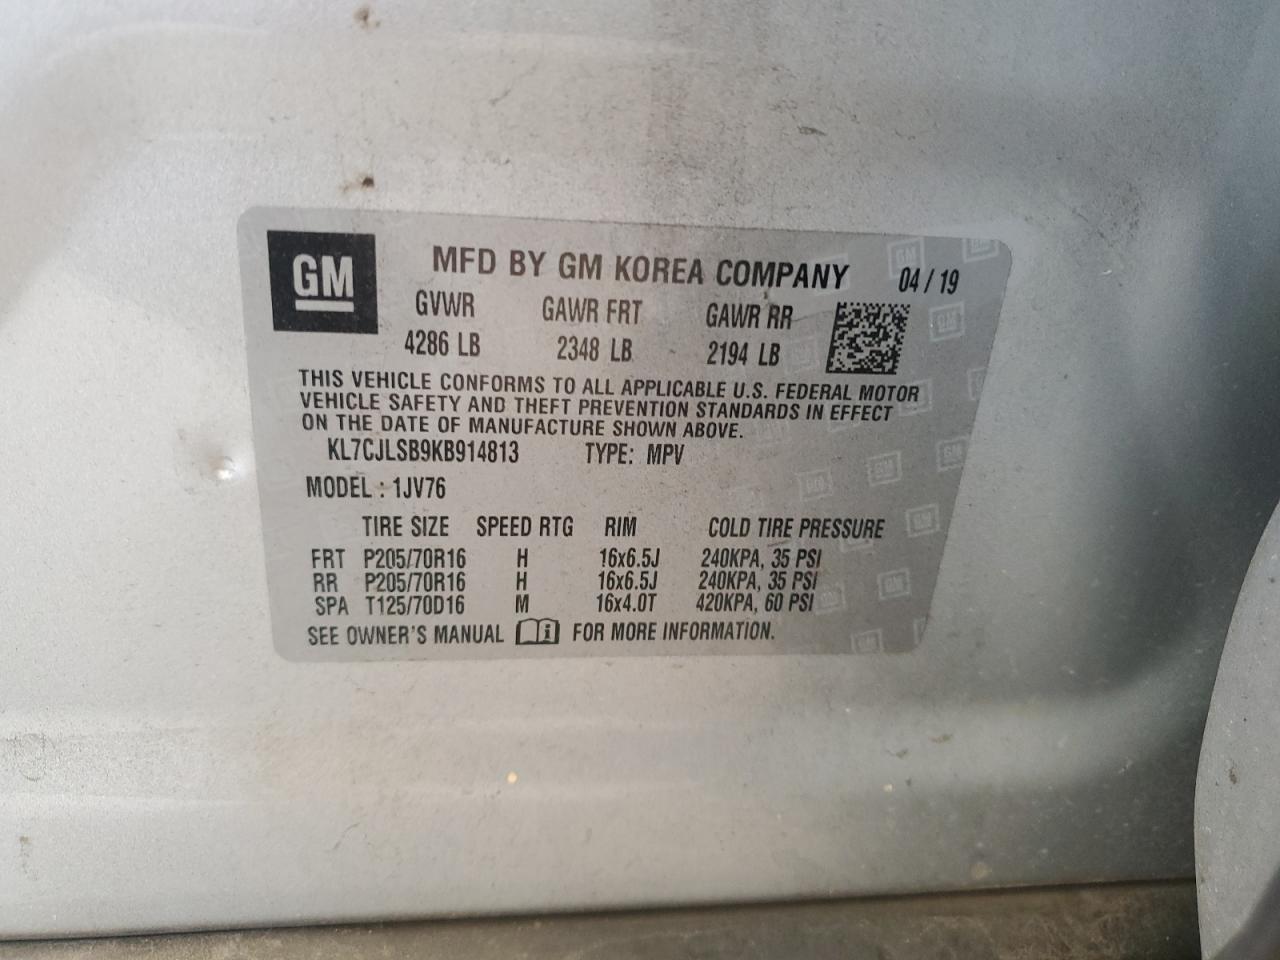 GM
MFD BY GM KOREA COMPANY 04 / 19
GVWR GAWR FRT GAWR RR
4286 LB 2348 LB 2194 LB
THIS VEHICLE CONFORMS TO ALL APPLICABLE U.S. FEDERAL MOTOR
VEHICLE SAFETY AND THEFT PREVENTION STANDARDS IN EFFECT
ON THE DATE OF MANUFACTURE SHOWN ABOVE.
KL7CJLSB9KB914813 TYPE: MPV
MODEL : 1JV76
TIRE SIZE SPEED RTG RIM COLD TIRE PRESSURE
FRT P205/70R16 H 16x6.5J 240KPA, 35 PSI
RR P205/70R16 H 16x6.5J 240KPA, 35 PSI
SPA T125/70D16 M 16x4.0T 420KPA, 60 PSI
SEE OWNER'S MANUAL FOR MORE INFORMATION.